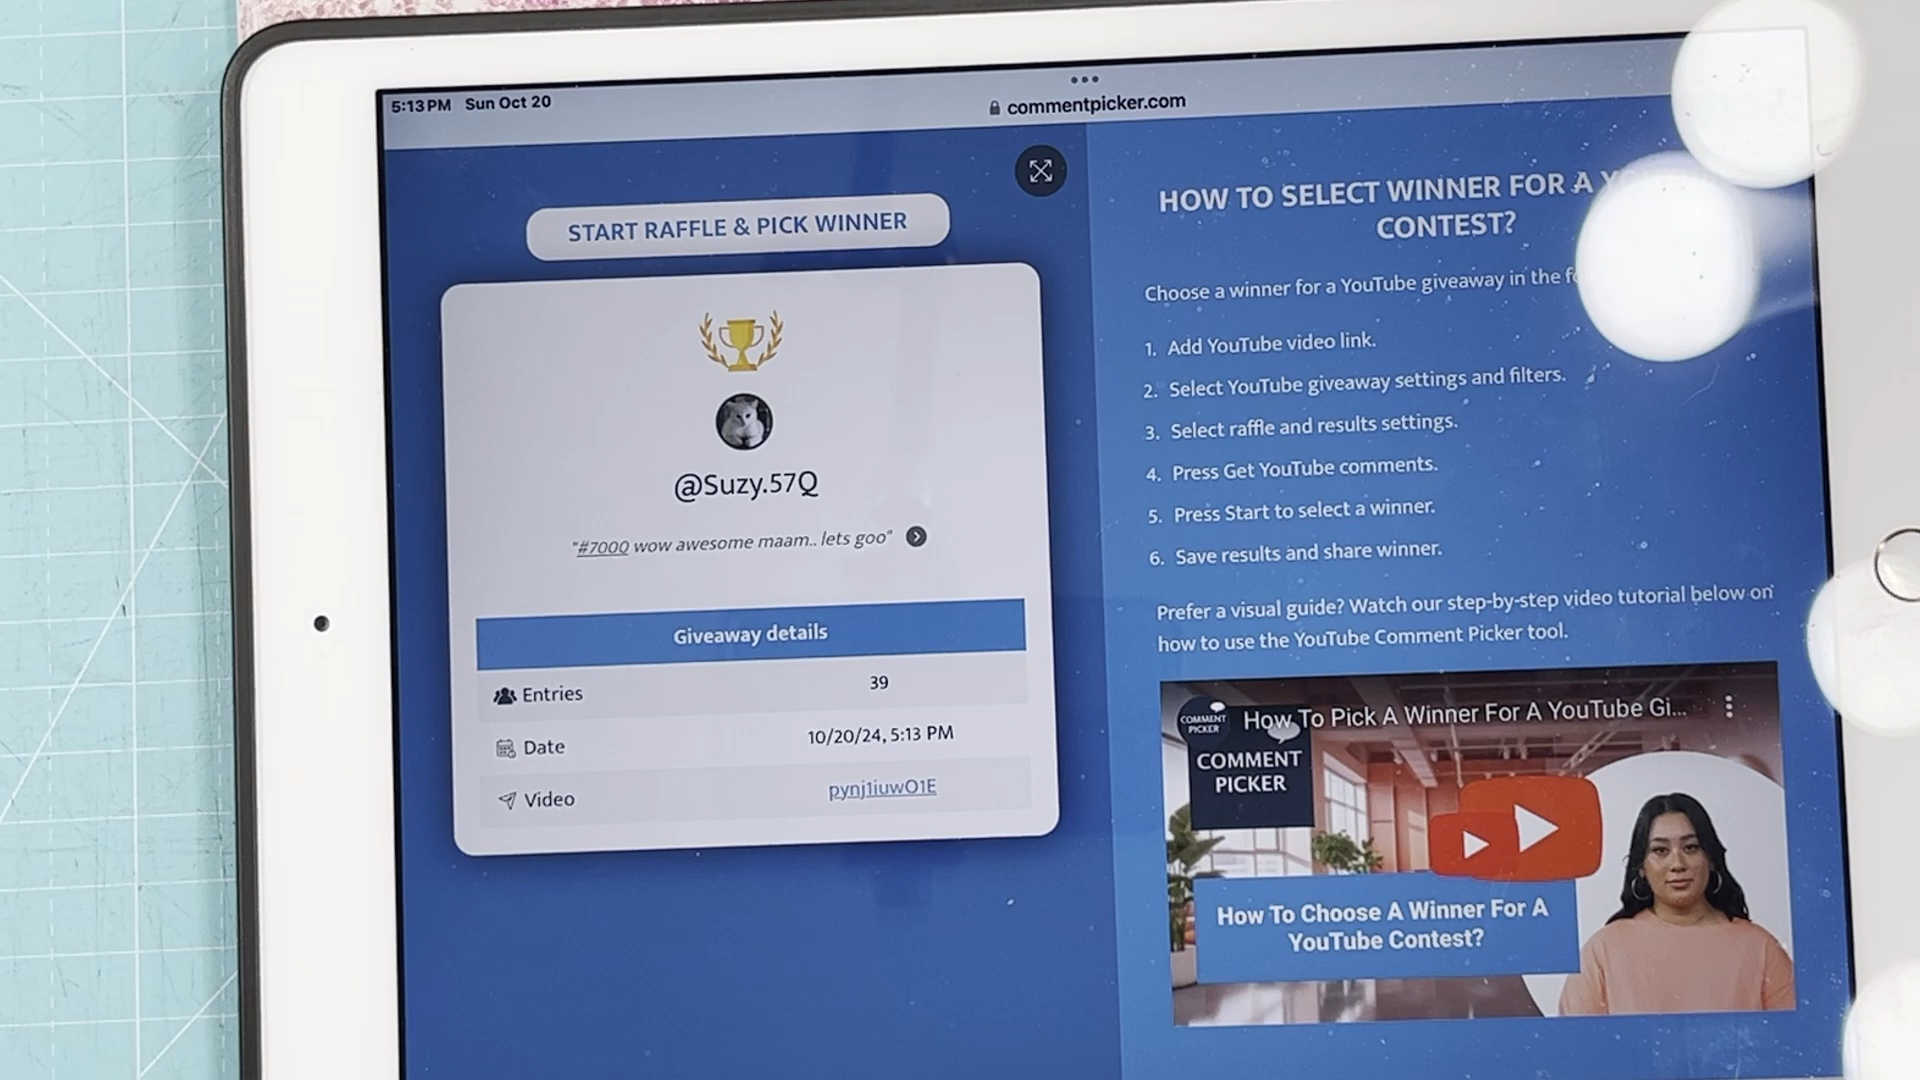 5:13 PM Sun Oct 20
commentpicker.com
START RAFFLE & PICK WINNER
@Suzy.57Q
"#7000 wow awesome maam.. lets goo"
Giveaway details
Entries 39
Date 10/20/24, 5:13 PM
Video pynj1iuwO1E
HOW TO SELECT WINNER FOR A
CONTEST?
Choose a winner for a YouTube giveaway in the
1. Add YouTube video link.
2. Select YouTube giveaway settings and filters.
3. Select raffle and results settings.
4. Press Get YouTube comments.
5. Press Start to select a winner.
6. Save results and share winner.
Prefer a visual guide? Watch our step-by-step video tutorial below on
how to use the YouTube Comment Picker tool.
COMMENT
PICKER
How To Pick A Winner For A YouTube Gi...
COMMENT
PICKER
How To Choose A Winner For A
YouTube Contest?